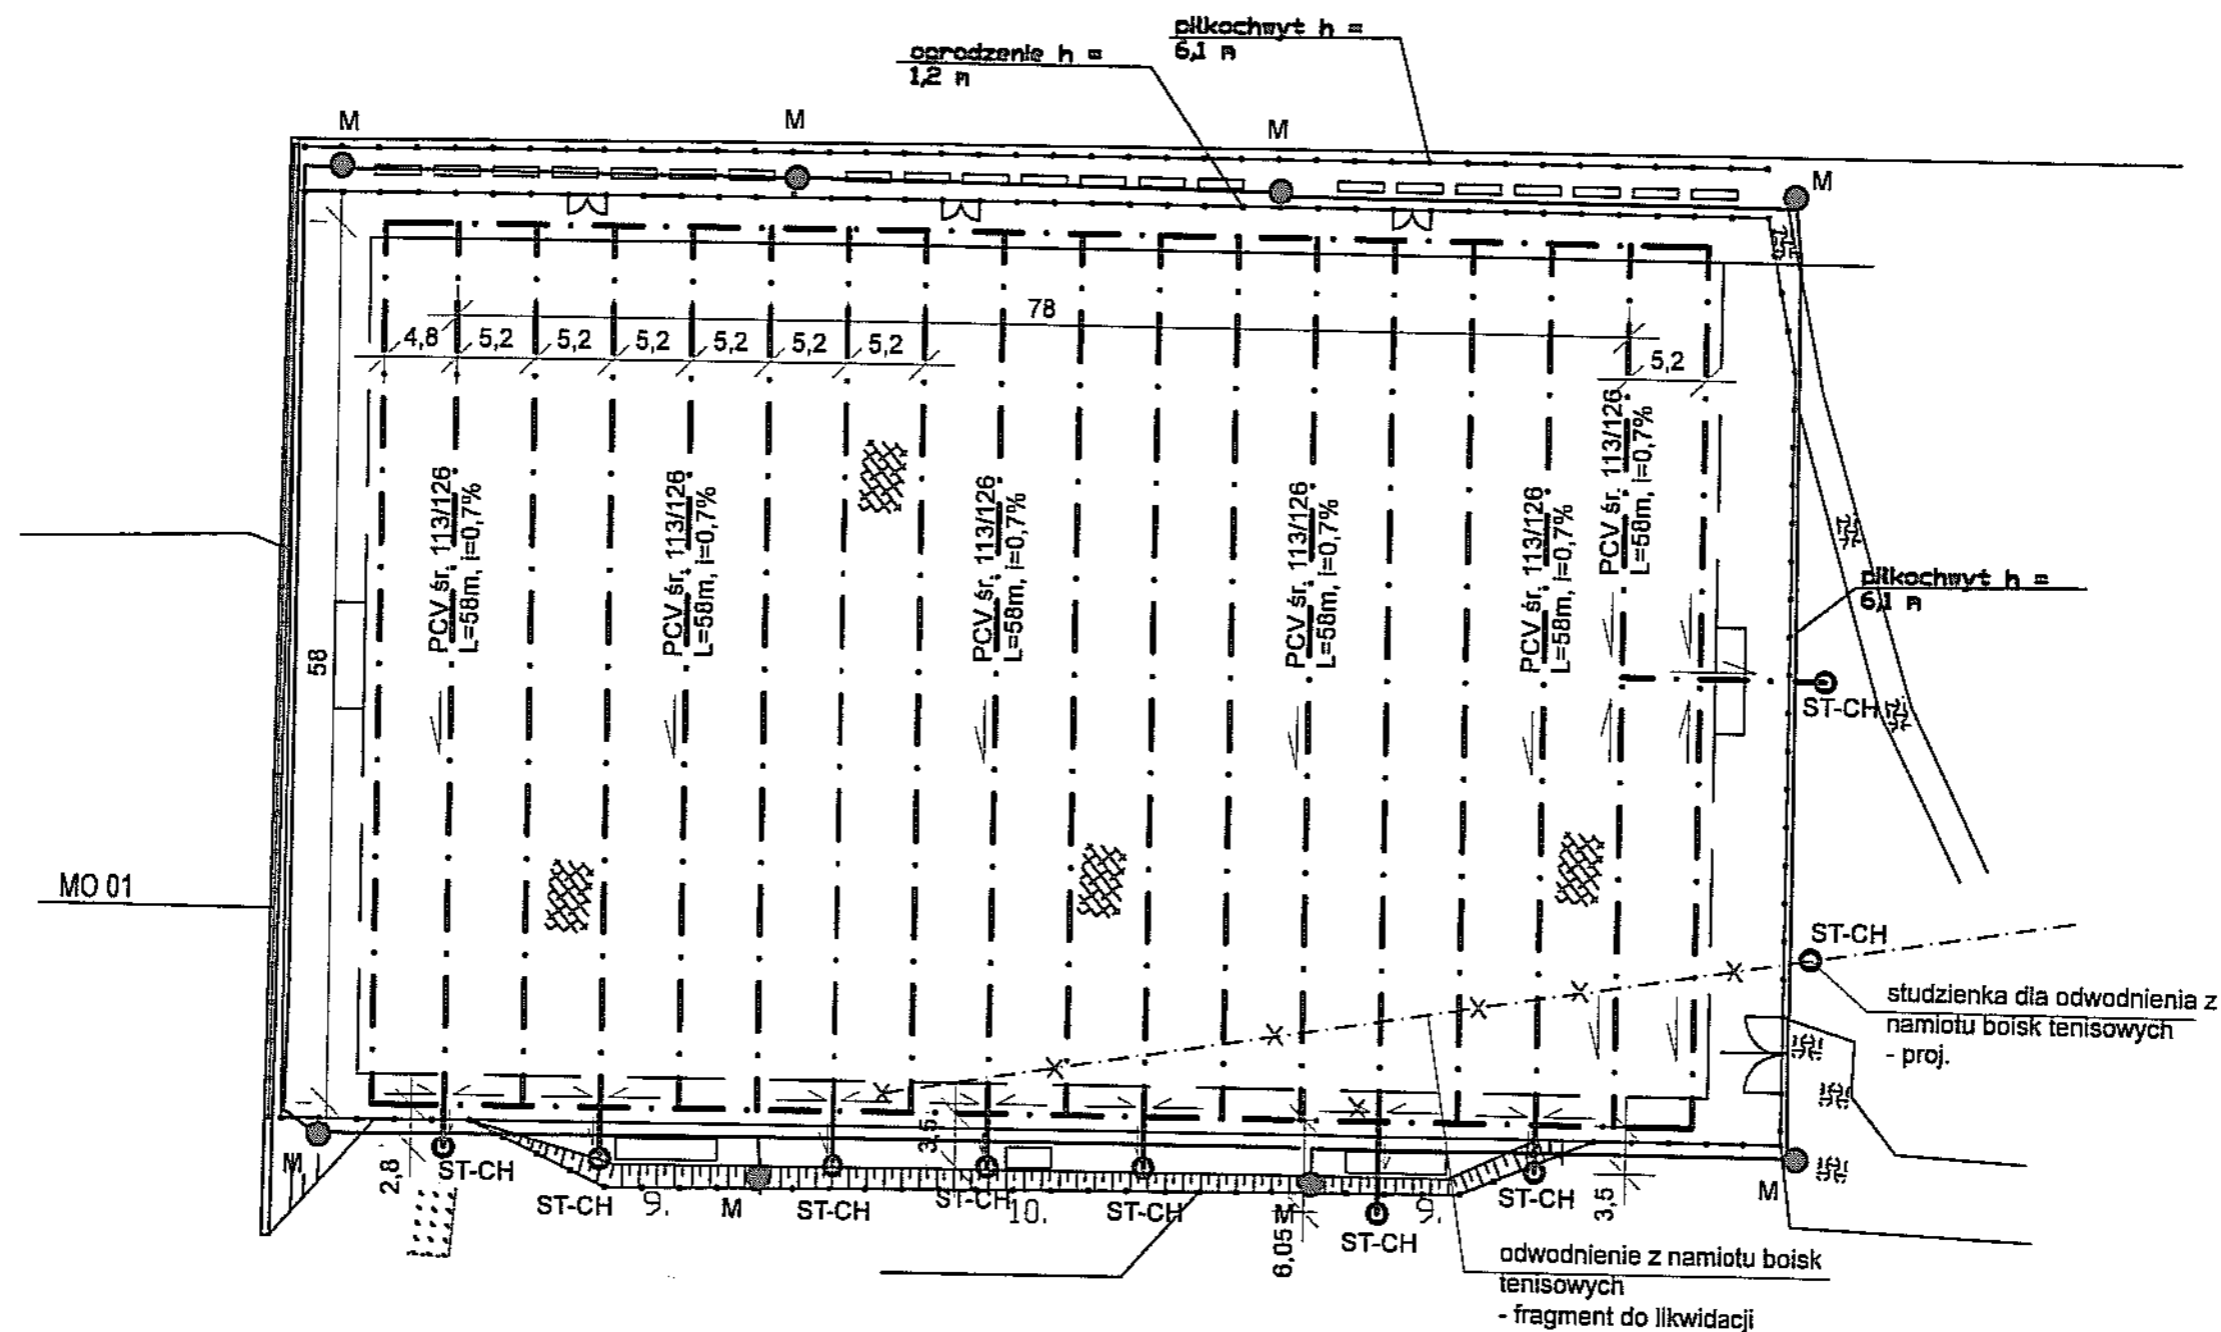 piłkochwyt h =
6,1 m
ogrodzenie h =
1,2 m
M
M
M
M
78
4,8
5,2
5,2
5,2
5,2
5,2
5,2
5,2
PCV śr. 113/126
L=58m, i=0,7%
PCV śr. 113/126
L=58m, i=0,7%
PCV śr. 113/126
L=58m, i=0,7%
PCV śr. 113/126
L=58m, i=0,7%
PCV śr. 113/126
L=58m, i=0,7%
PCV śr. 113/126
L=58m, i=0,7%
58
piłkochwyt h =
6,1 m
ST-CH
MO 01
ST-CH
studzienka dla odwodnienia z
namiotu boisk tenisowych
- proj.
M
2,8
ST-CH
ST-CH
9.
M
ST-CH
3,5
ST-CH
10.
ST-CH
M
6,05
ST-CH
9.
ST-CH
3,5
M
odwodnienie z namiotu boisk
tenisowych
- fragment do likwidacji